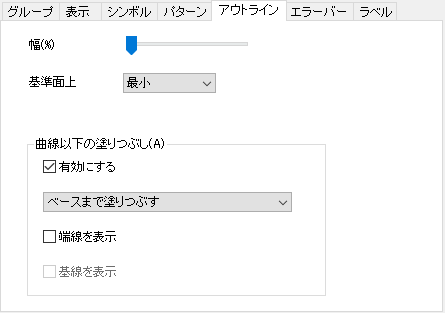 グループ 表示 シンボル パターン アウトライン エラーバー ラベル
幅(%)
基準面上 最小
曲線以下の塗りつぶし(A)
有効にする
ベースまで塗りつぶす
端線を表示
基線を表示